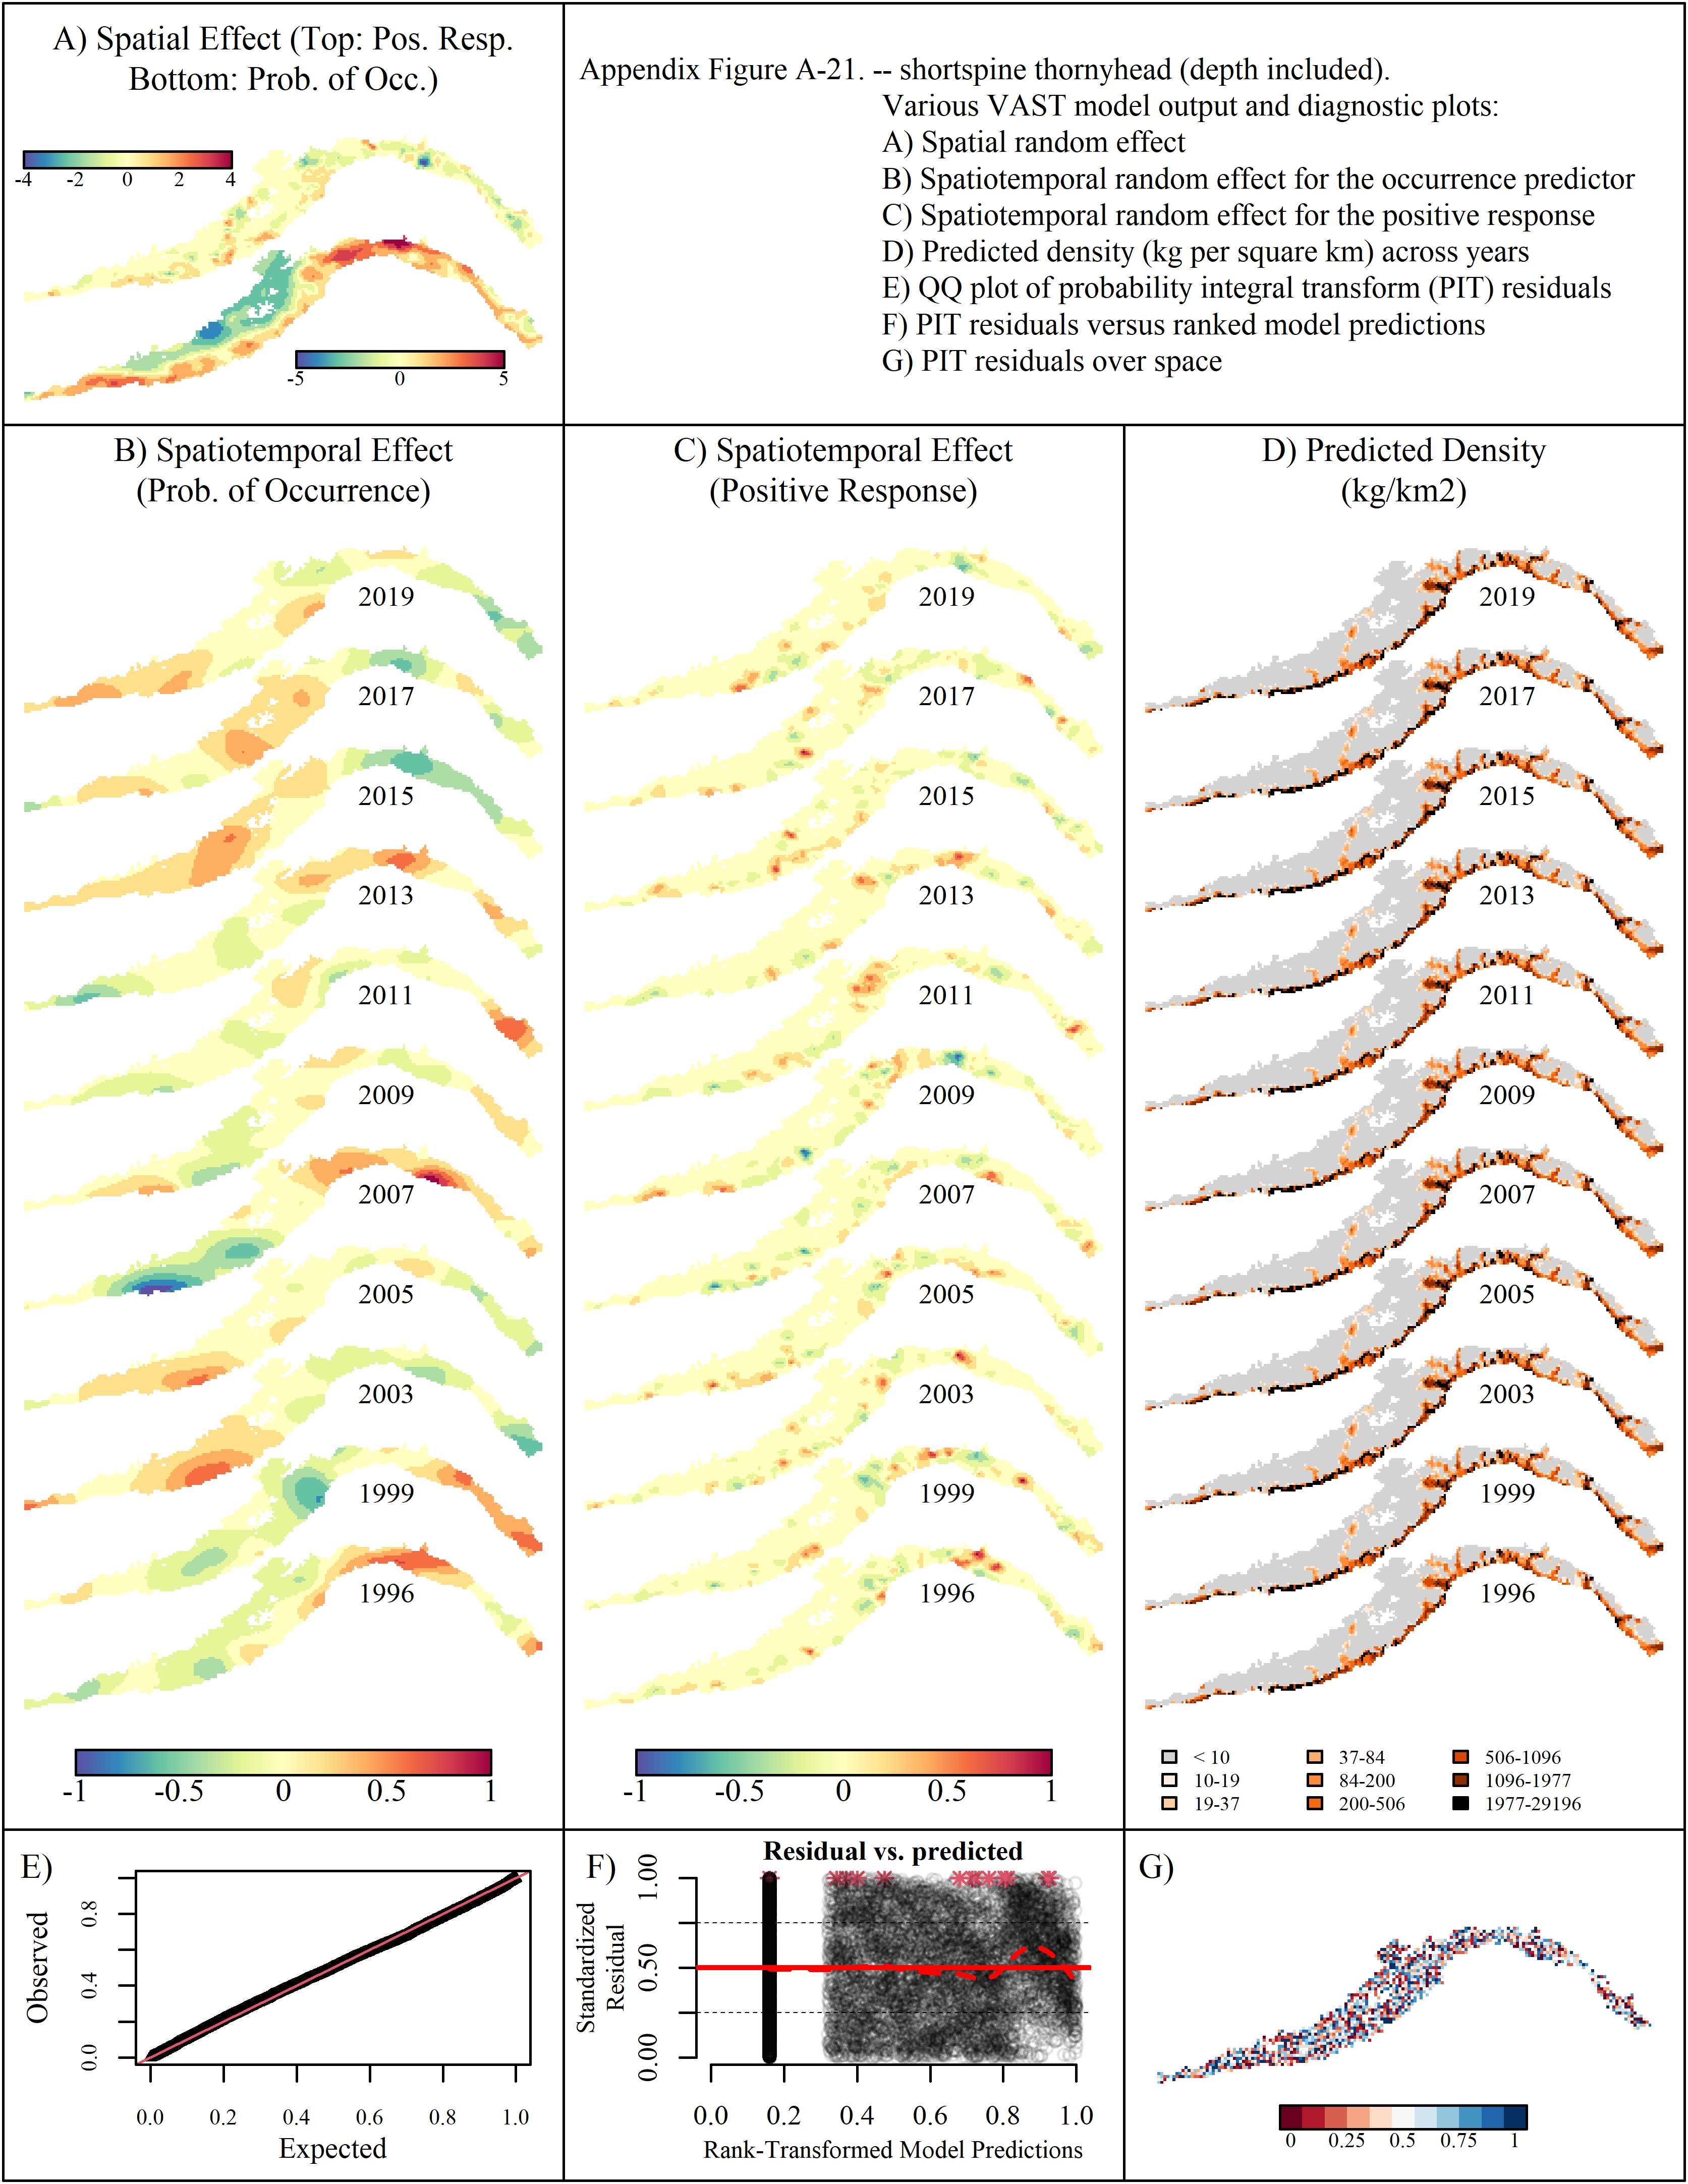 A) Spatial Effect (Top: Pos. Resp.
Bottom: Prob. of Occ.)
-4 -2 0 2 4
-5 0 5
Appendix Figure A-21. -- shortspine thornyhead (depth included).
Various VAST model output and diagnostic plots:
A) Spatial random effect
B) Spatiotemporal random effect for the occurrence predictor
C) Spatiotemporal random effect for the positive response
D) Predicted density (kg per square km) across years
E) QQ plot of probability integral transform (PIT) residuals
F) PIT residuals versus ranked model predictions
G) PIT residuals over space
B) Spatiotemporal Effect
(Prob. of Occurrence)
2019
2017
2015
2013
2011
2009
2007
2005
2003
1999
1996
-1 -0.5 0 0.5 1
C) Spatiotemporal Effect
(Positive Response)
2019
2017
2015
2013
2011
2009
2007
2005
2003
1999
1996
-1 -0.5 0 0.5 1
D) Predicted Density
(kg/km2)
2019
2017
2015
2013
2011
2009
2007
2005
2003
1999
1996
< 10 37-84 506-1096
10-19 84-200 1096-1977
19-37 200-506 1977-29196
E)
Observed
0.0 0.4 0.8
0.0 0.2 0.4 0.6 0.8 1.0
Expected
F)
Residual vs. predicted
Standardized
Residual
0.00 0.50 1.00
0.0 0.2 0.4 0.6 0.8 1.0
Rank-Transformed Model Predictions
G)
0 0.25 0.5 0.75 1